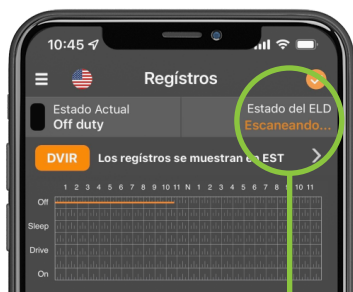 10:45
Regístros
Estado Actual
Off duty
Estado del ELD
Escaneando...
DVIR Los regístros se muestran en EST
1 2 3 4 5 6 7 8 9 10 11 N 1 2 3 4 5 6 7 8 9 10 11
Off
Sleep
Drive
On